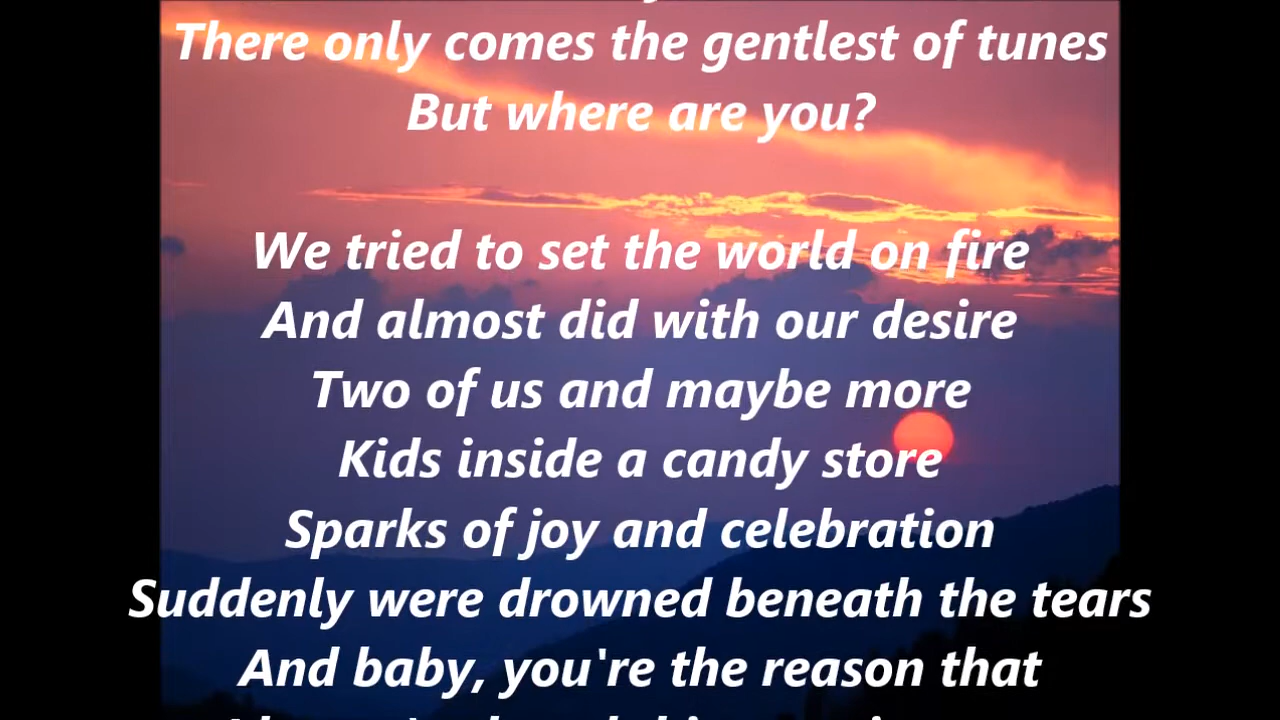 There only comes the gentlest of tunes
But where are you?
We tried to set the world on fire
And almost did with our desire
Two of us and maybe more
Kids inside a candy store
Sparks of joy and celebration
Suddenly were drowned beneath the tears
And baby, you're the reason that